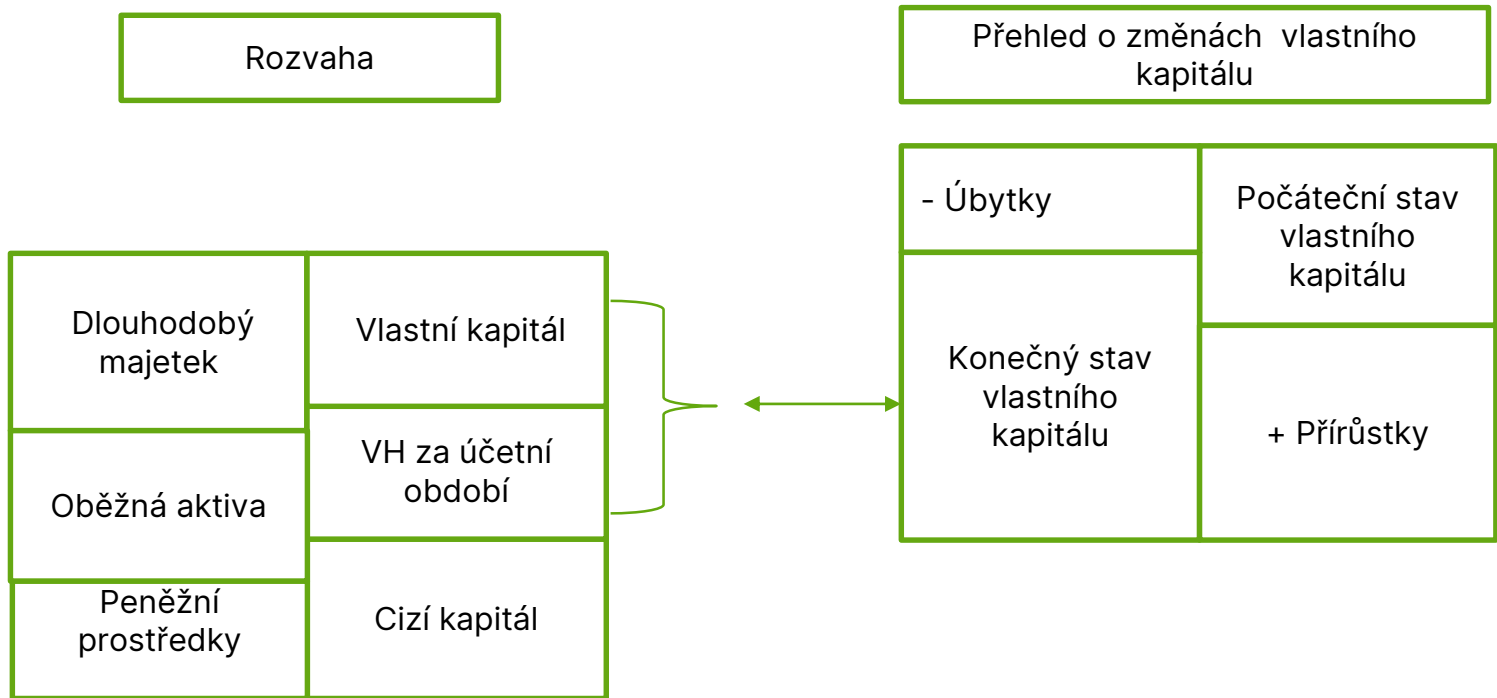 Rozvaha
Přehled o změnách vlastního
kapitálu
Dlouhodobý
majetek
Oběžná aktiva
Peněžní
prostředky
Vlastní kapitál
VH za účetní
období
Cizí kapitál
- Úbytky
Konečný stav
vlastního
kapitálu
Počáteční stav
vlastního
kapitálu
+ Přírůstky